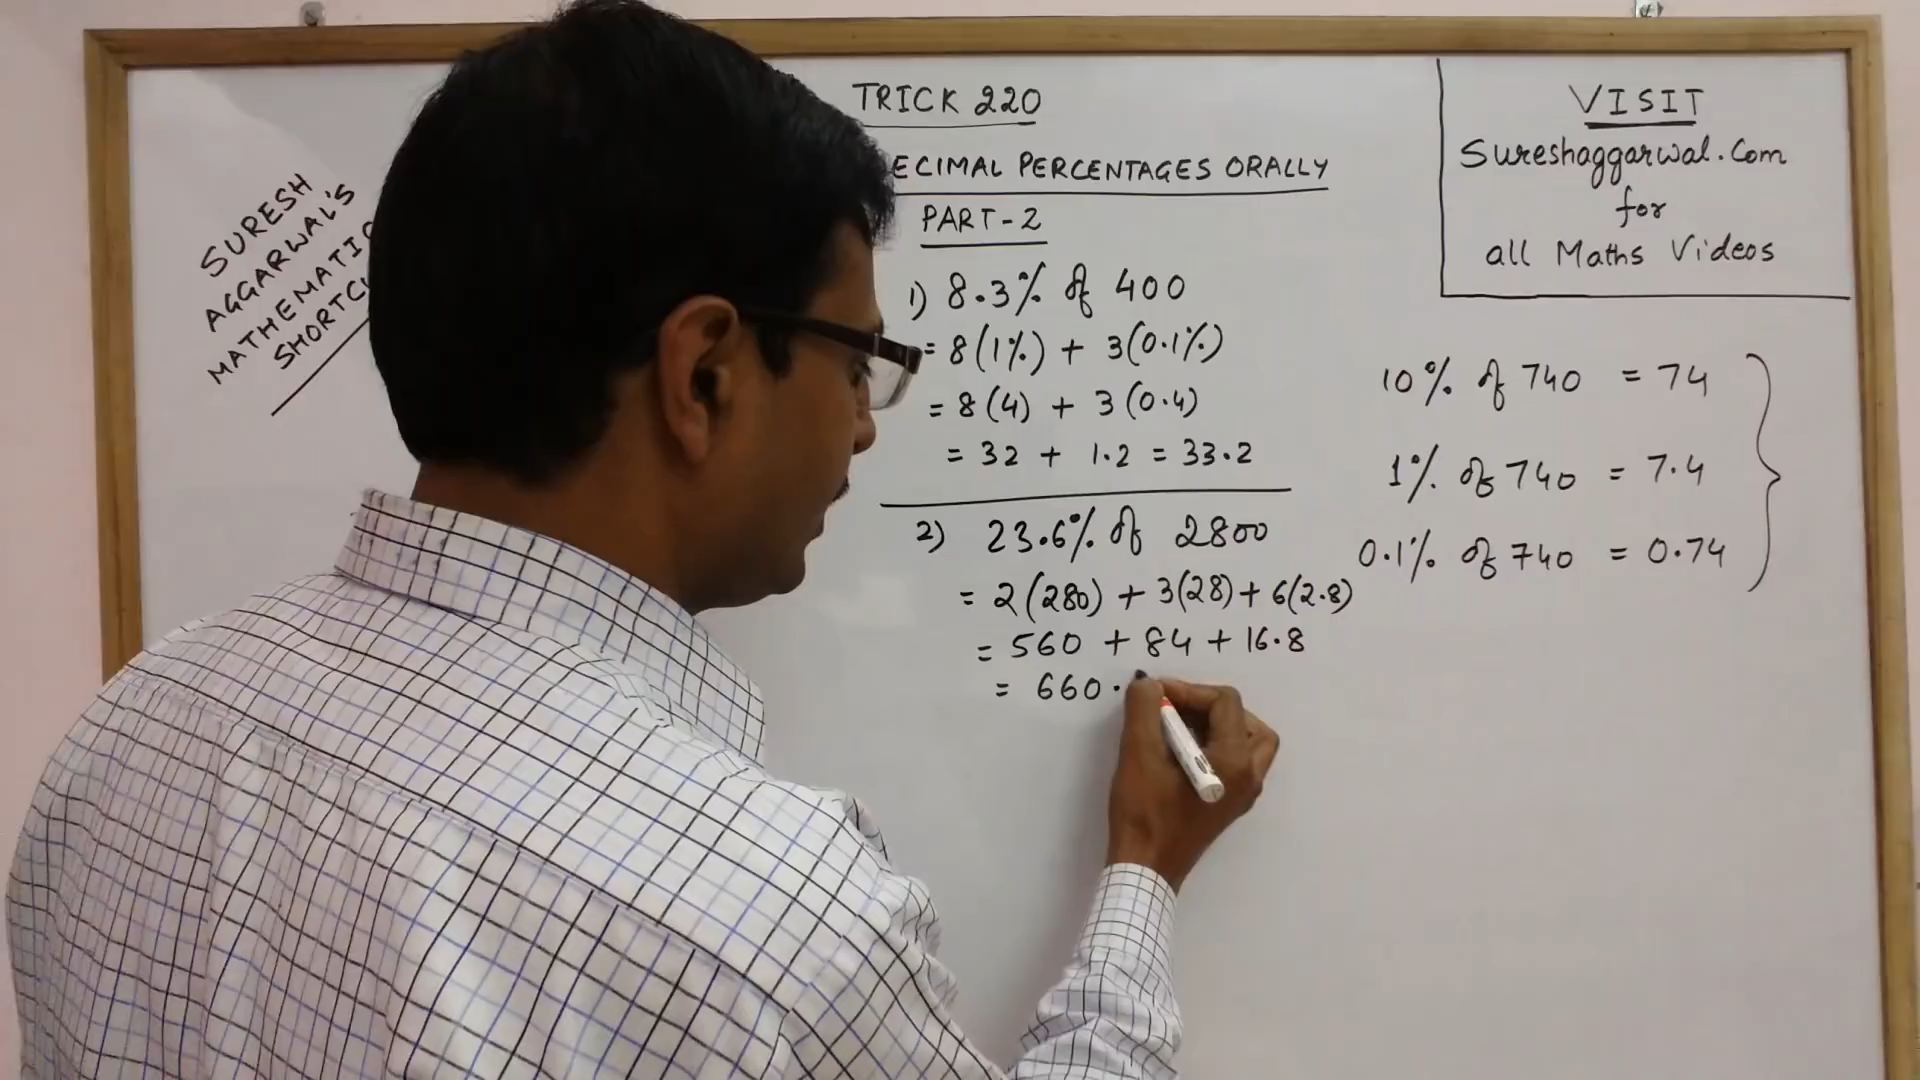 SURESH
AGGARWAL'S
MATHEMATIC
SHORTCU
TRICK 220
ECIMAL PERCENTAGES ORALLY
PART-2
1) 8.3% of 400
= 8(1%) + 3(0.1%)
= 8(4) + 3(0.4)
= 32 + 1.2 = 33.2
2) 23.6% of 2800
= 2(280) + 3(28) + 6(2.8)
= 560 + 84 + 16.8
= 660.
VISIT
Sureshaggarwal.Com
for
all Maths Videos
10% of 740 = 74
1% of 740 = 7.4
0.1% of 740 = 0.74